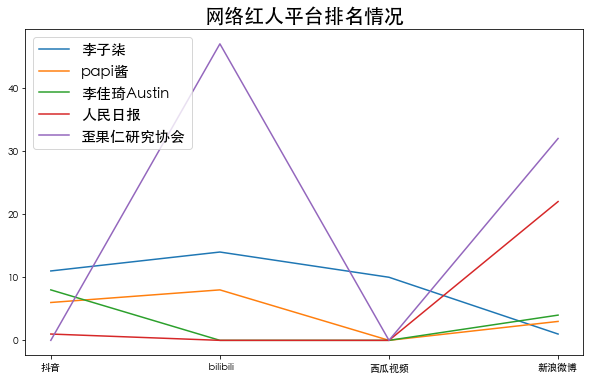 网络红人平台排名情况
李子柒
papi酱
李佳琦Austin
人民日报
歪果仁研究协会
40
30
20
10
0
抖音 bilibili 西瓜视频 新浪微博